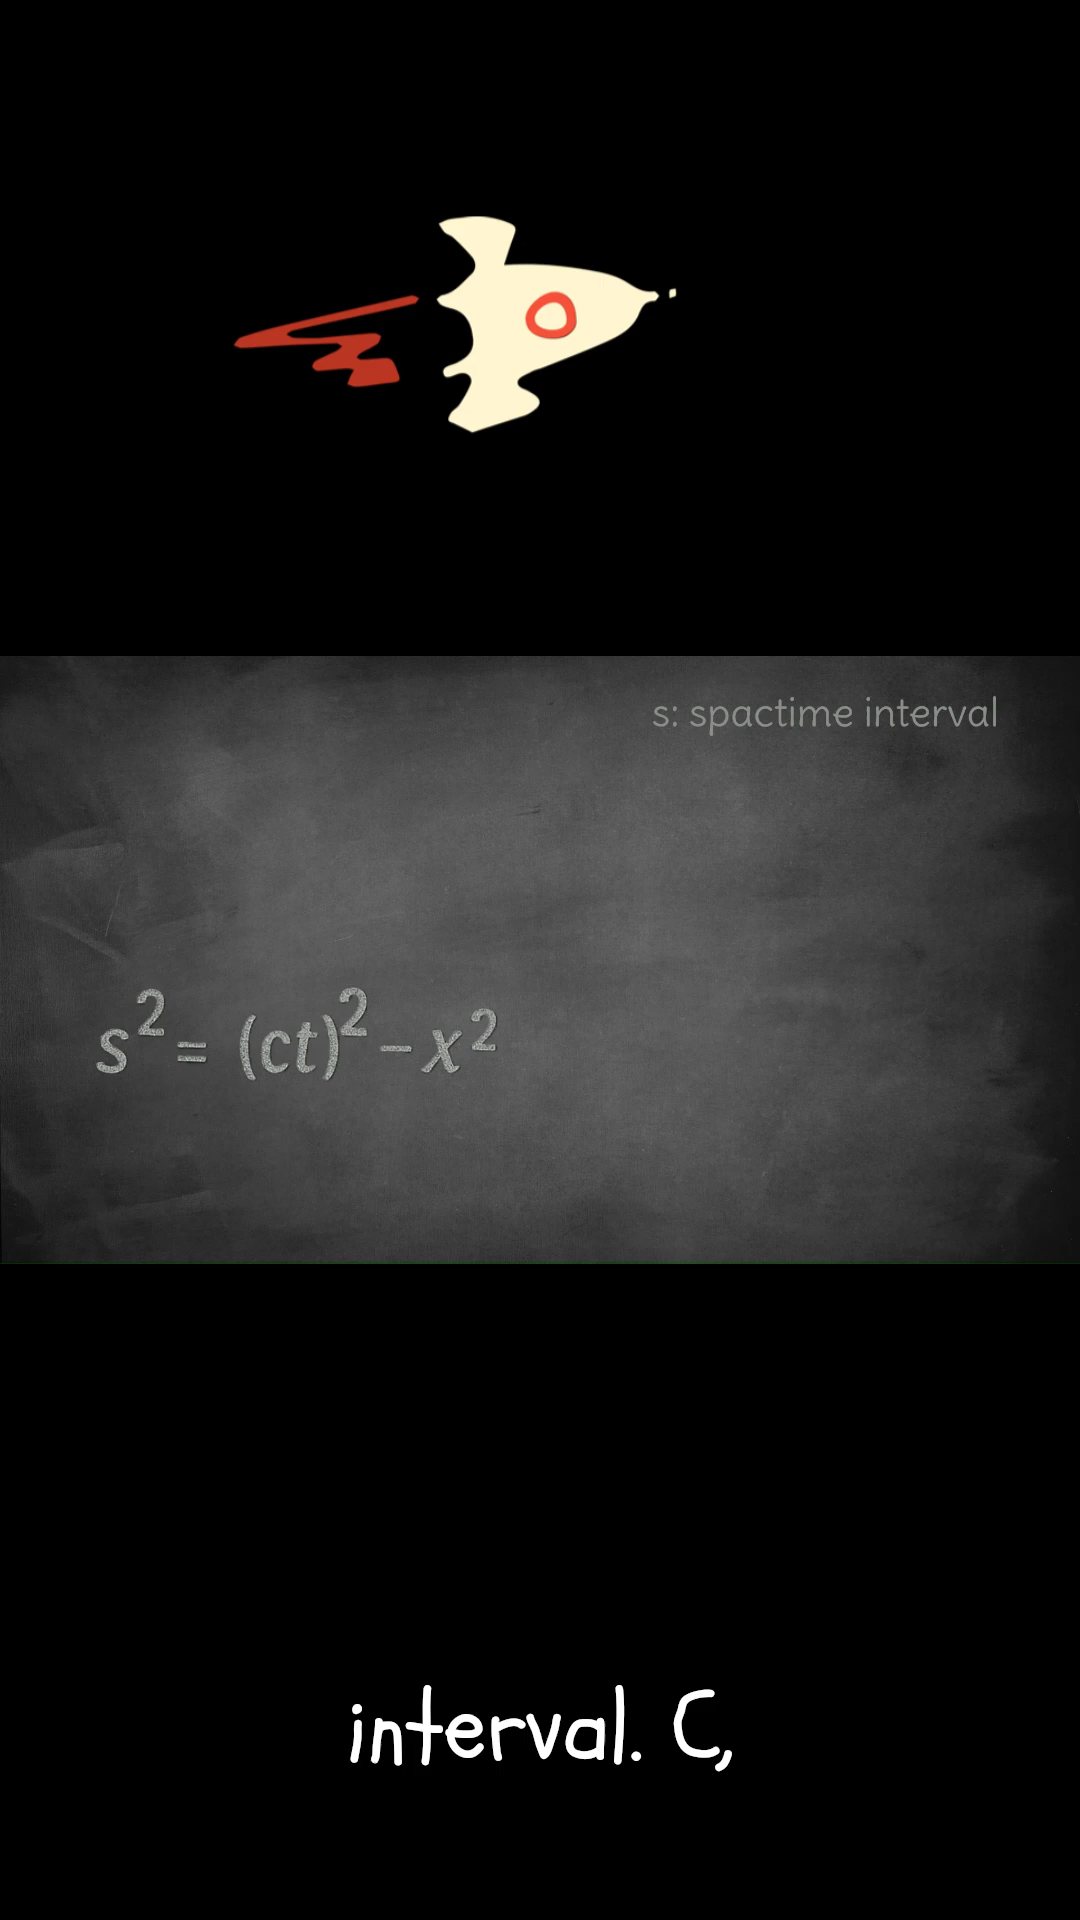 s: spactime interval
s² = (ct)² – x²
interval. C,